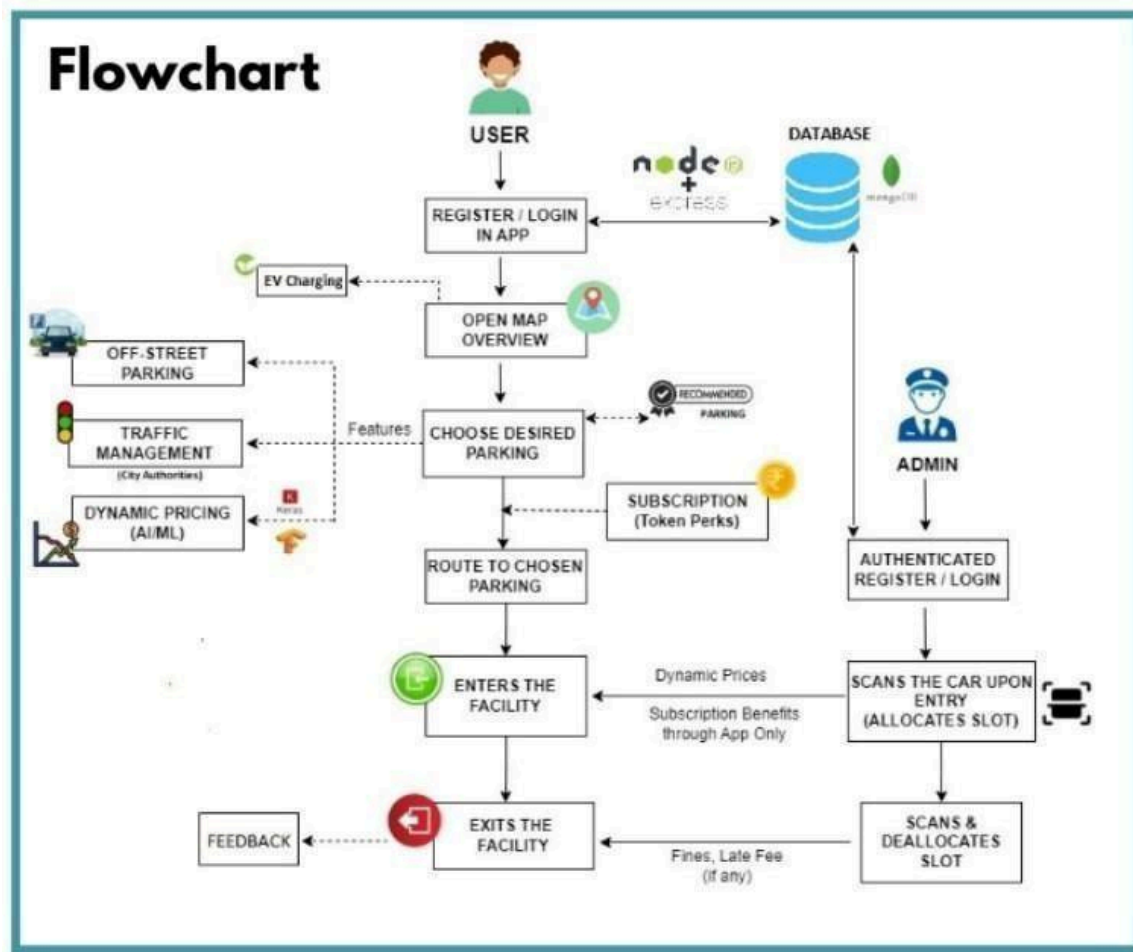 Flowchart
USER
DATABASE
node
+
express
mongoDB
REGISTER / LOGIN
IN APP
EV Charging
OPEN MAP
OVERVIEW
OFF-STREET
PARKING
RECOMMENDED
PARKING
Features
CHOOSE DESIRED
PARKING
TRAFFIC
MANAGEMENT
(City Authorities)
ADMIN
SUBSCRIPTION
(Token Perks)
DYNAMIC PRICING
(AI/ML)
K
Keras
ROUTE TO CHOSEN
PARKING
AUTHENTICATED
REGISTER / LOGIN
ENTERS THE
FACILITY
Dynamic Prices
Subscription Benefits
through App Only
SCANS THE CAR UPON
ENTRY
(ALLOCATES SLOT)
FEEDBACK
EXITS THE
FACILITY
Fines, Late Fee
(if any)
SCANS &
DEALLOCATES
SLOT